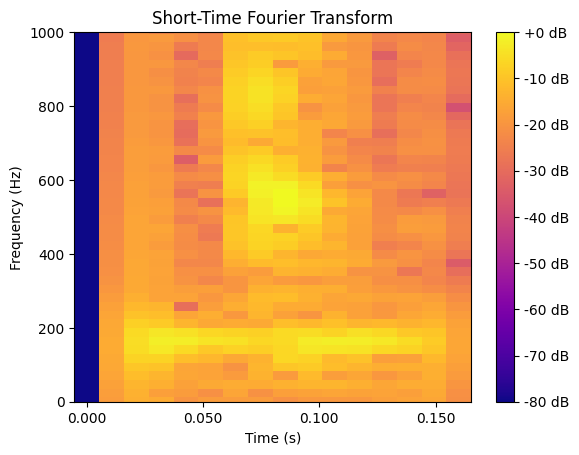 Short-Time Fourier Transform
1000
800
600
400
200
0
Frequency (Hz)
0.000
0.050
0.100
0.150
Time (s)
+0 dB
-10 dB
-20 dB
-30 dB
-40 dB
-50 dB
-60 dB
-70 dB
-80 dB